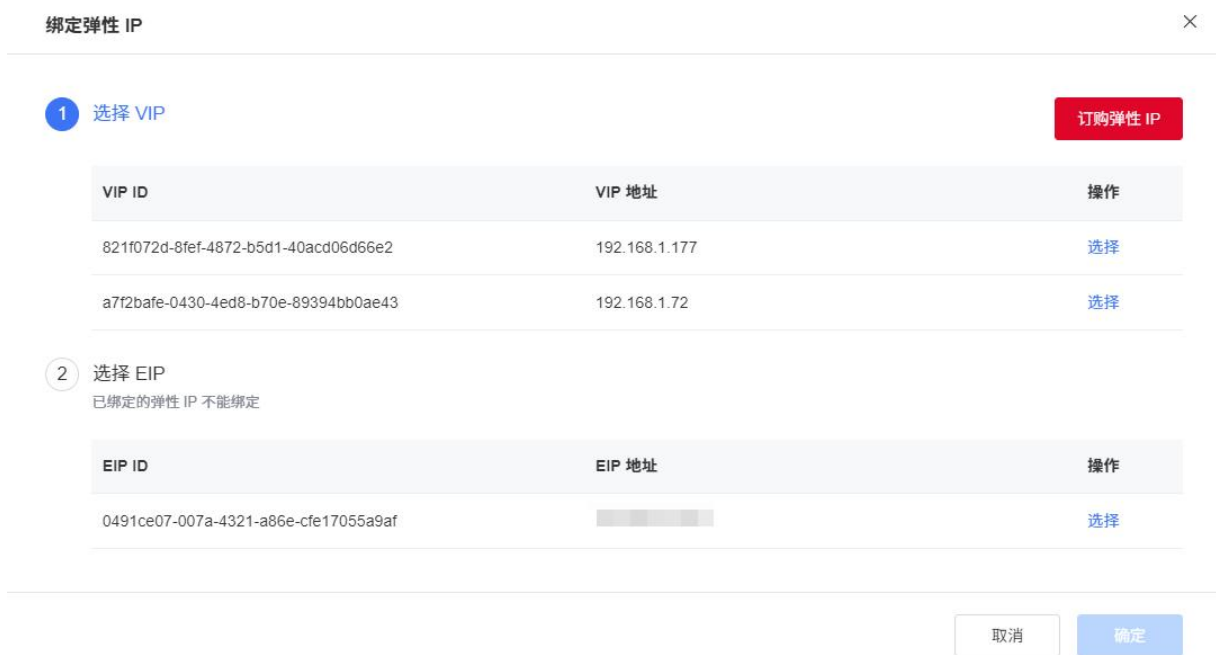 绑定弹性 IP
1 选择 VIP 订购弹性 IP
VIP ID VIP 地址 操作
821f072d-8fef-4872-b5d1-40acd06d66e2 192.168.1.177 选择
a7f2bafe-0430-4ed8-b70e-89394bb0ae43 192.168.1.72 选择
2 选择 EIP
已绑定的弹性 IP 不能绑定
EIP ID EIP 地址 操作
0491ce07-007a-4321-a86e-cfe17055a9af 选择
取消 确定